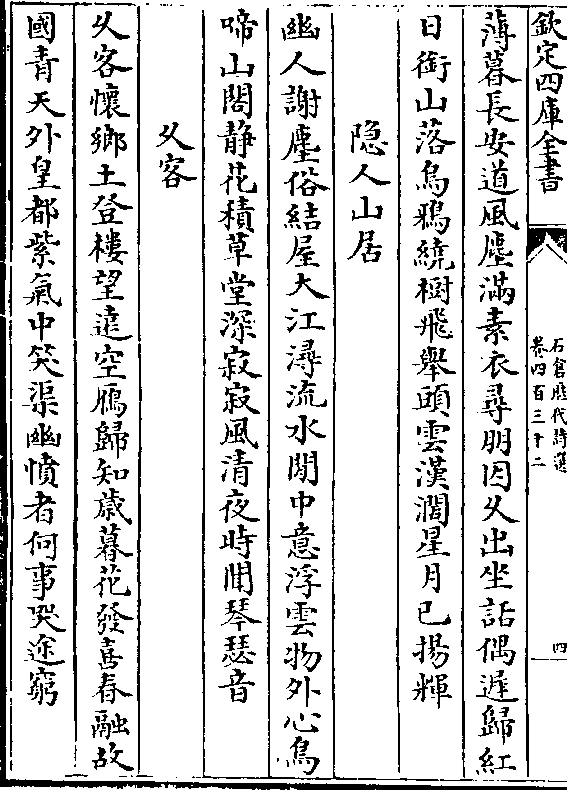 欽定四庫全書
石倉歴代詩選
卷四百三十二
四
薄暮長安道風塵滿素衣尋朋因久出坐話偶遲歸紅
日銜山落烏鴉繞樹飛舉頭雲漢濶星月已揚輝
隐人山居
幽人謝塵俗結屋大江潯流水閒中意浮雲物外心鳥
啼山閣静花積草堂深寂寂風清夜時聞琴瑟音
久客
久客懷鄉土登樓望遠空鴈歸知歳暮花發喜春融故
國青天外皇都紫氣中笑渠幽憤者何事哭途窮